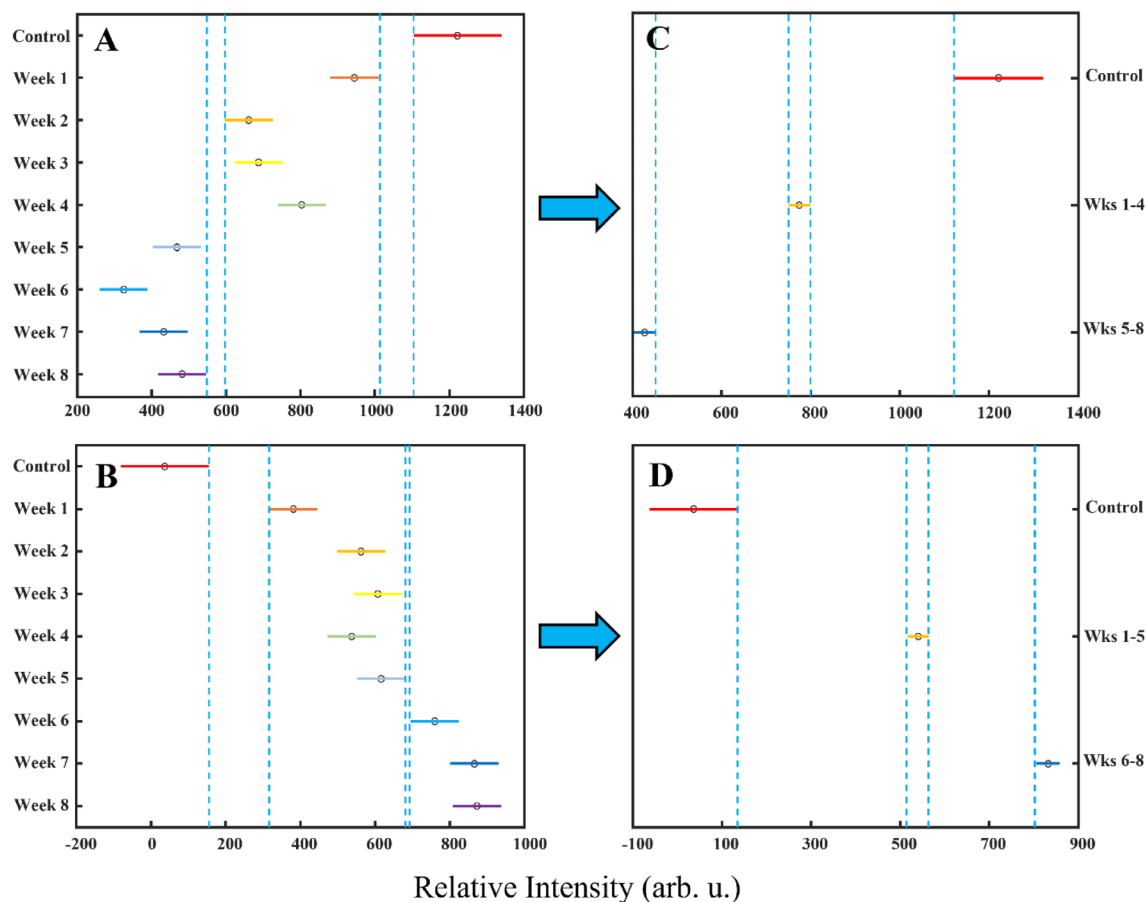 A
Control
Week 1
Week 2
Week 3
Week 4
Week 5
Week 6
Week 7
Week 8
200 400 600 800 1000 1200 1400
C
Control
Wks 1-4
Wks 5-8
400 600 800 1000 1200 1400
B
Control
Week 1
Week 2
Week 3
Week 4
Week 5
Week 6
Week 7
Week 8
-200 0 200 400 600 800 1000
D
Control
Wks 1-5
Wks 6-8
-100 100 300 500 700 900
Relative Intensity (arb. u.)